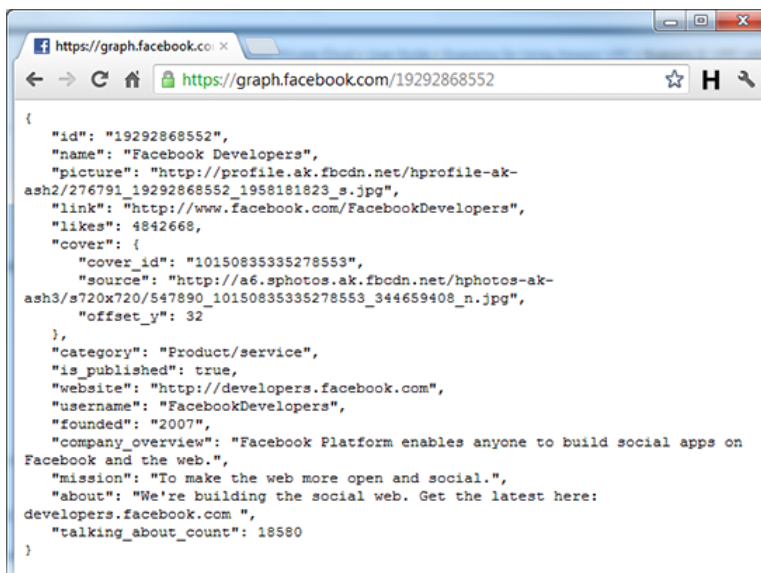 https://graph.facebook.co
https://graph.facebook.com/19292868552
H
{
"id": "19292868552",
"name": "Facebook Developers",
"picture": "http://profile.ak.fbcdn.net/hprofile-ak-
ash2/276791_19292868552_1958181823_s.jpg",
"link": "http://www.facebook.com/FacebookDevelopers",
"likes": 4842668,
"cover": {
"cover_id": "10150835335278553",
"source": "http://a6.sphotos.ak.fbcdn.net/hphotos-ak-
ash3/s720x720/547890_10150835335278553_344659408_n.jpg",
"offset_y": 32
},
"category": "Product/service",
"is_published": true,
"website": "http://developers.facebook.com",
"username": "FacebookDevelopers",
"founded": "2007",
"company_overview": "Facebook Platform enables anyone to build social apps on
Facebook and the web.",
"mission": "To make the web more open and social.",
"about": "We're building the social web. Get the latest here:
developers.facebook.com ",
"talking_about_count": 18580
}